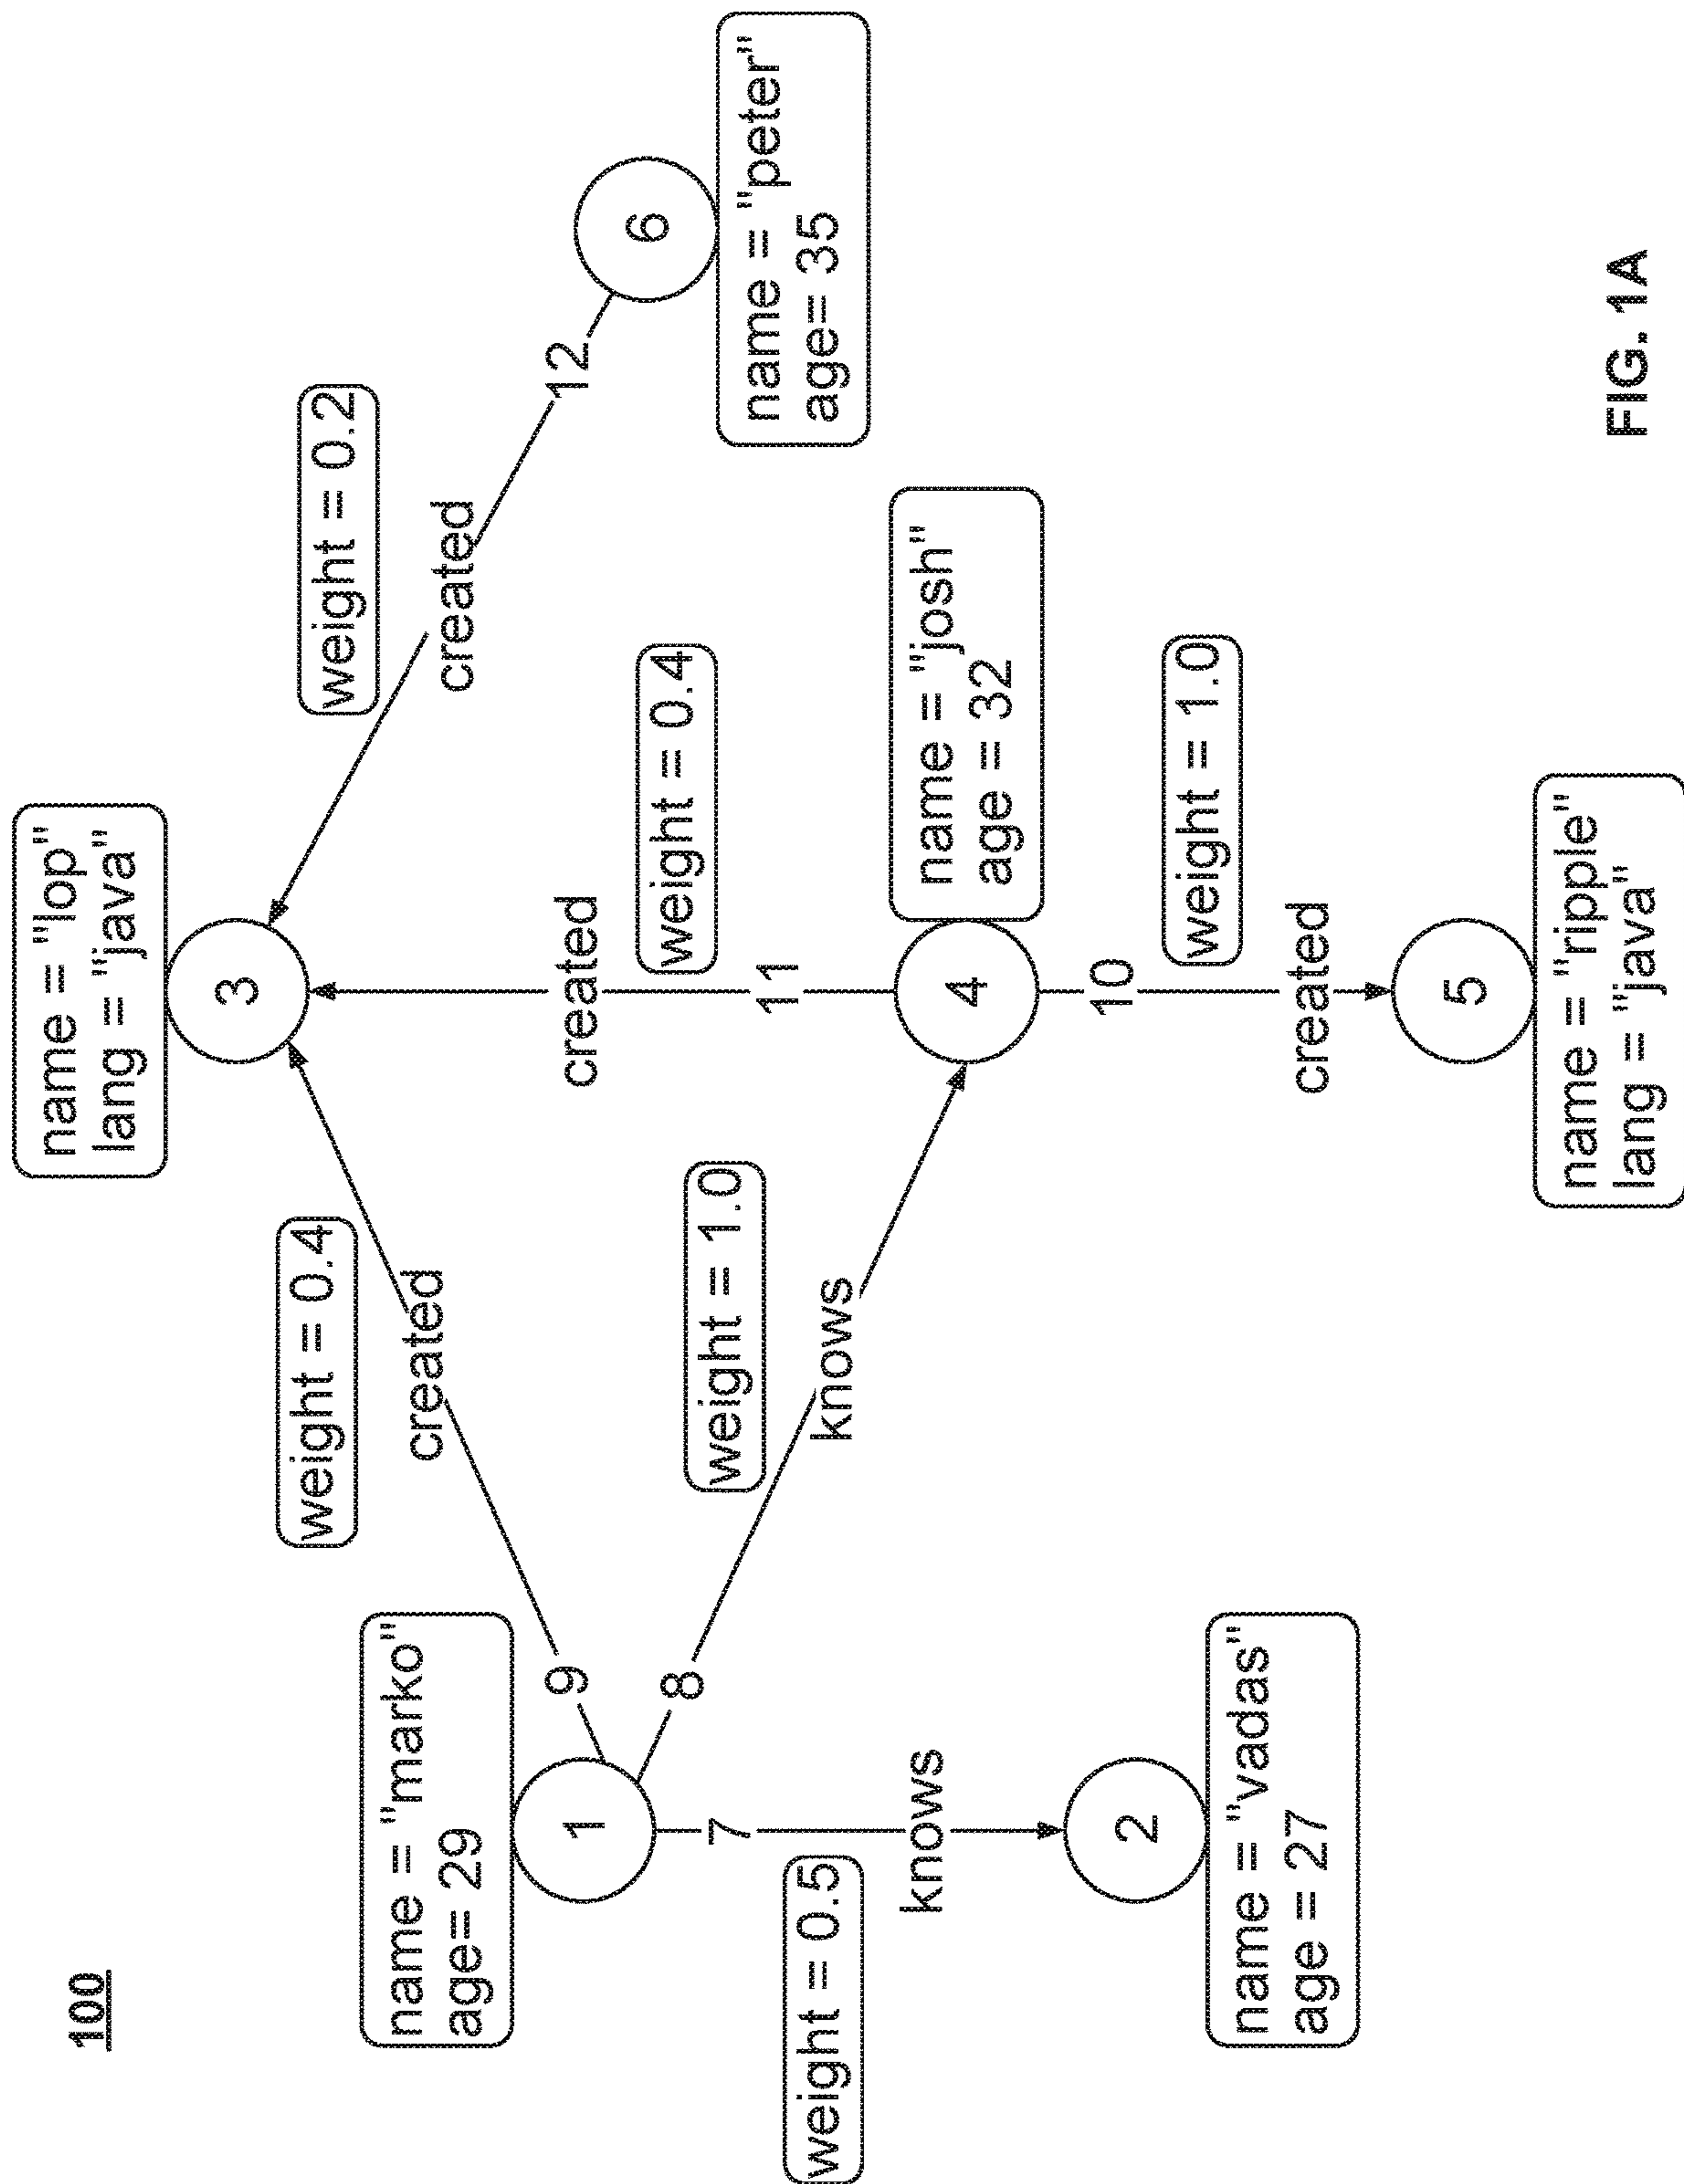 100
name = "lop"
lang = "java"
3
weight = 0.4
created
weight = 0.2
created
name = "marko"
age= 29
1
9
8
12
6
name = "peter"
age= 35
created
weight = 0.4
11
weight = 1.0
knows
7
weight = 0.5
knows
4
name = "josh"
age = 32
10
weight = 1.0
created
2
name = "vadas"
age = 27
5
name = "ripple"
lang = "java"
FIG. 1A